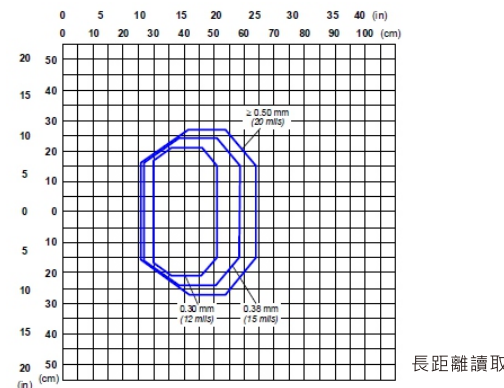 0 5 10 15 20 25 30 35 40 (in)
0 10 20 30 40 50 60 70 80 90 100 (cm)
20 50
15 40
30
10 20
5 10
0 0
5 10
20
10 30
15 40
20 50
(in) (cm)
≥ 0.50 mm
(20 mils)
0.30 mm
(12 mils)
0.38 mm
(15 mils)
長距離讀取